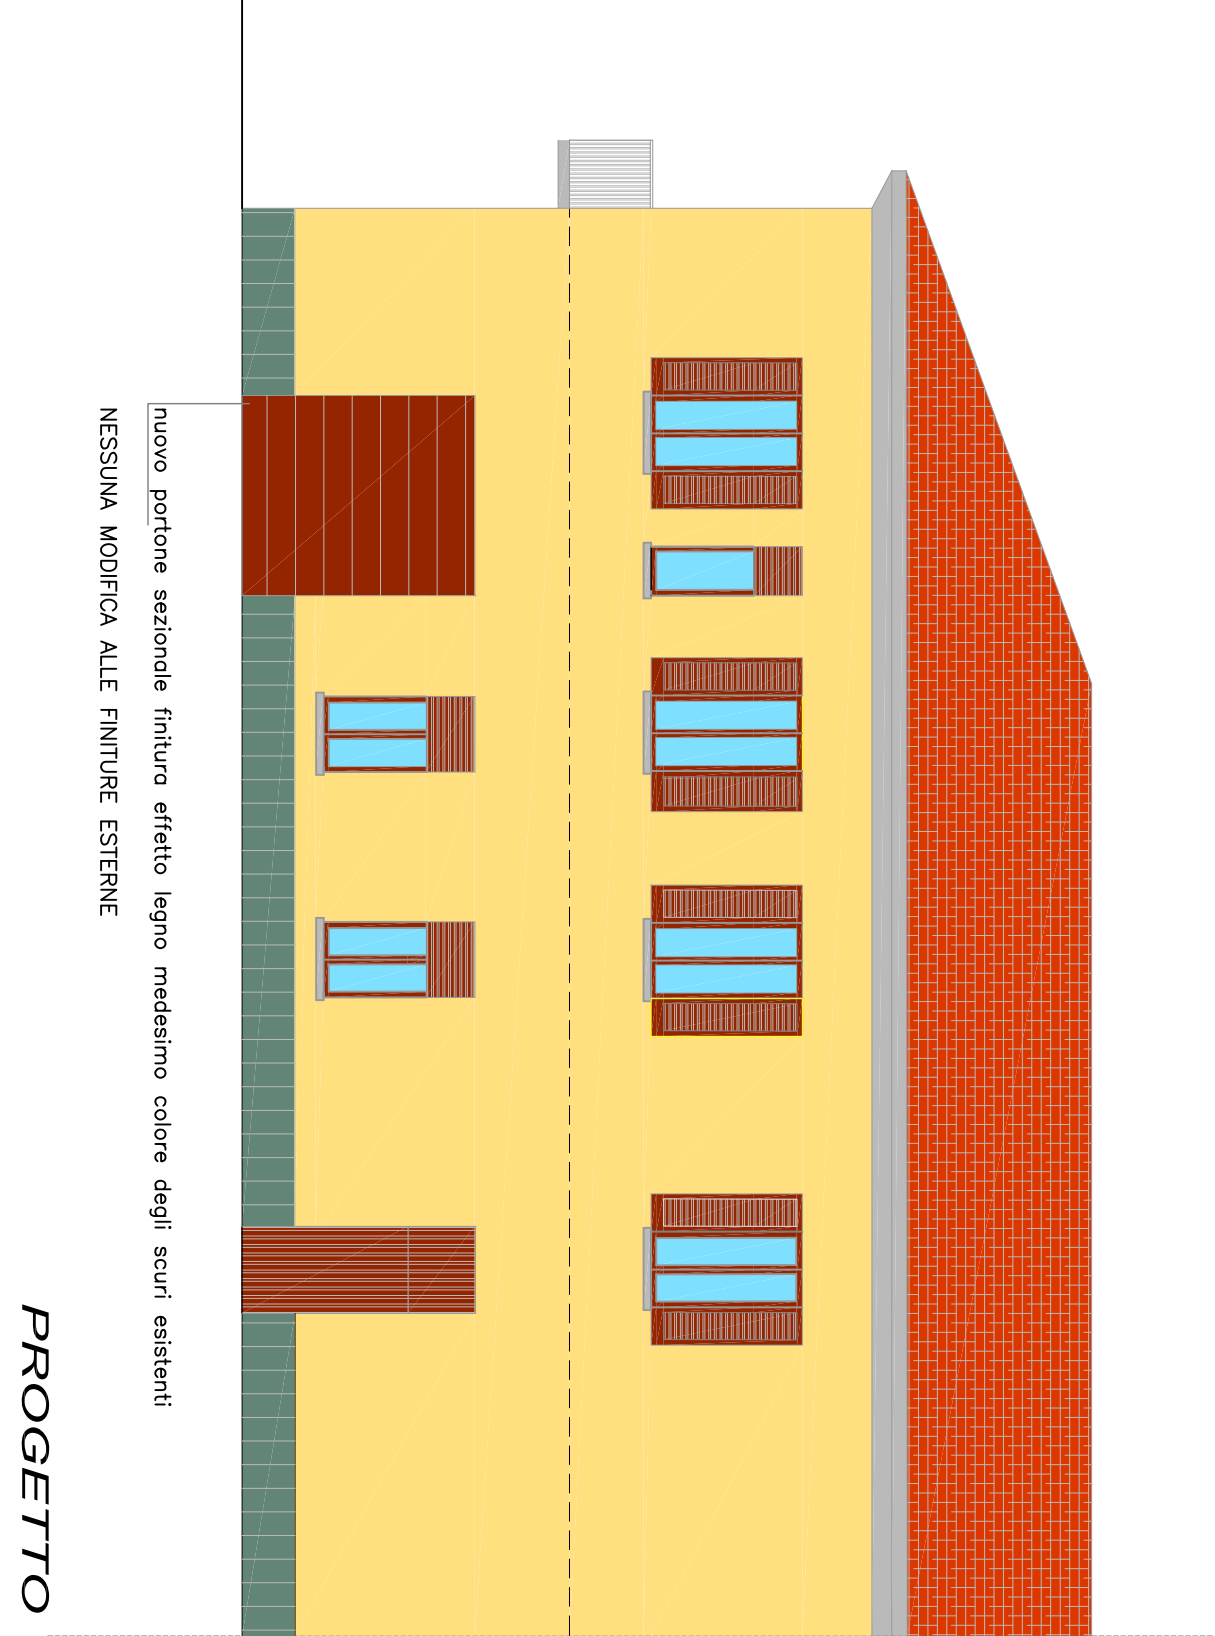 nuovo portone sezionale finitura effetto legno medesimo colore degli scuri esistenti
NESSUNA MODIFICA ALLE FINITURE ESTERNE
PROGETTO